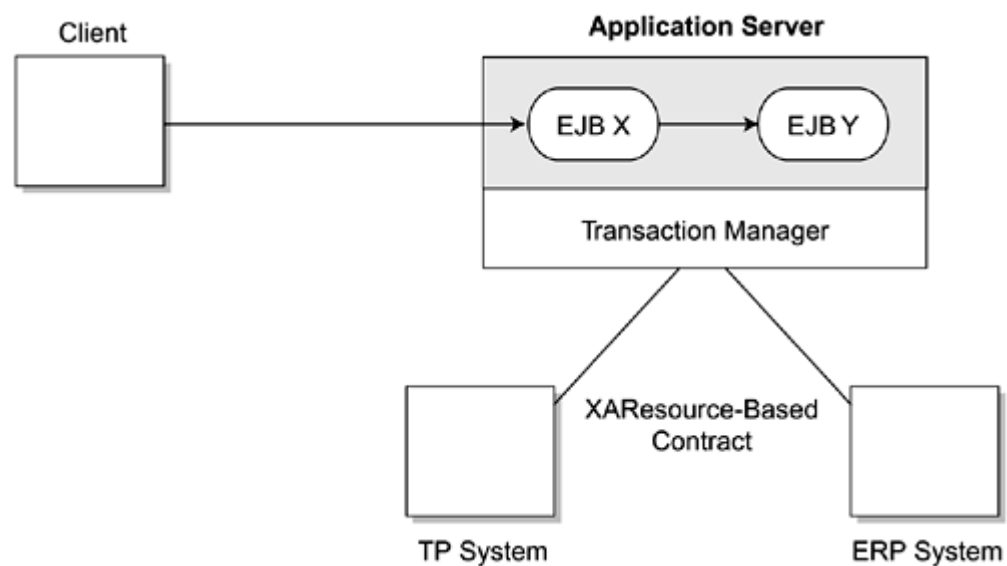 Client
Application Server
EJB X
EJB Y
Transaction Manager
XAResource-Based
Contract
TP System
ERP System